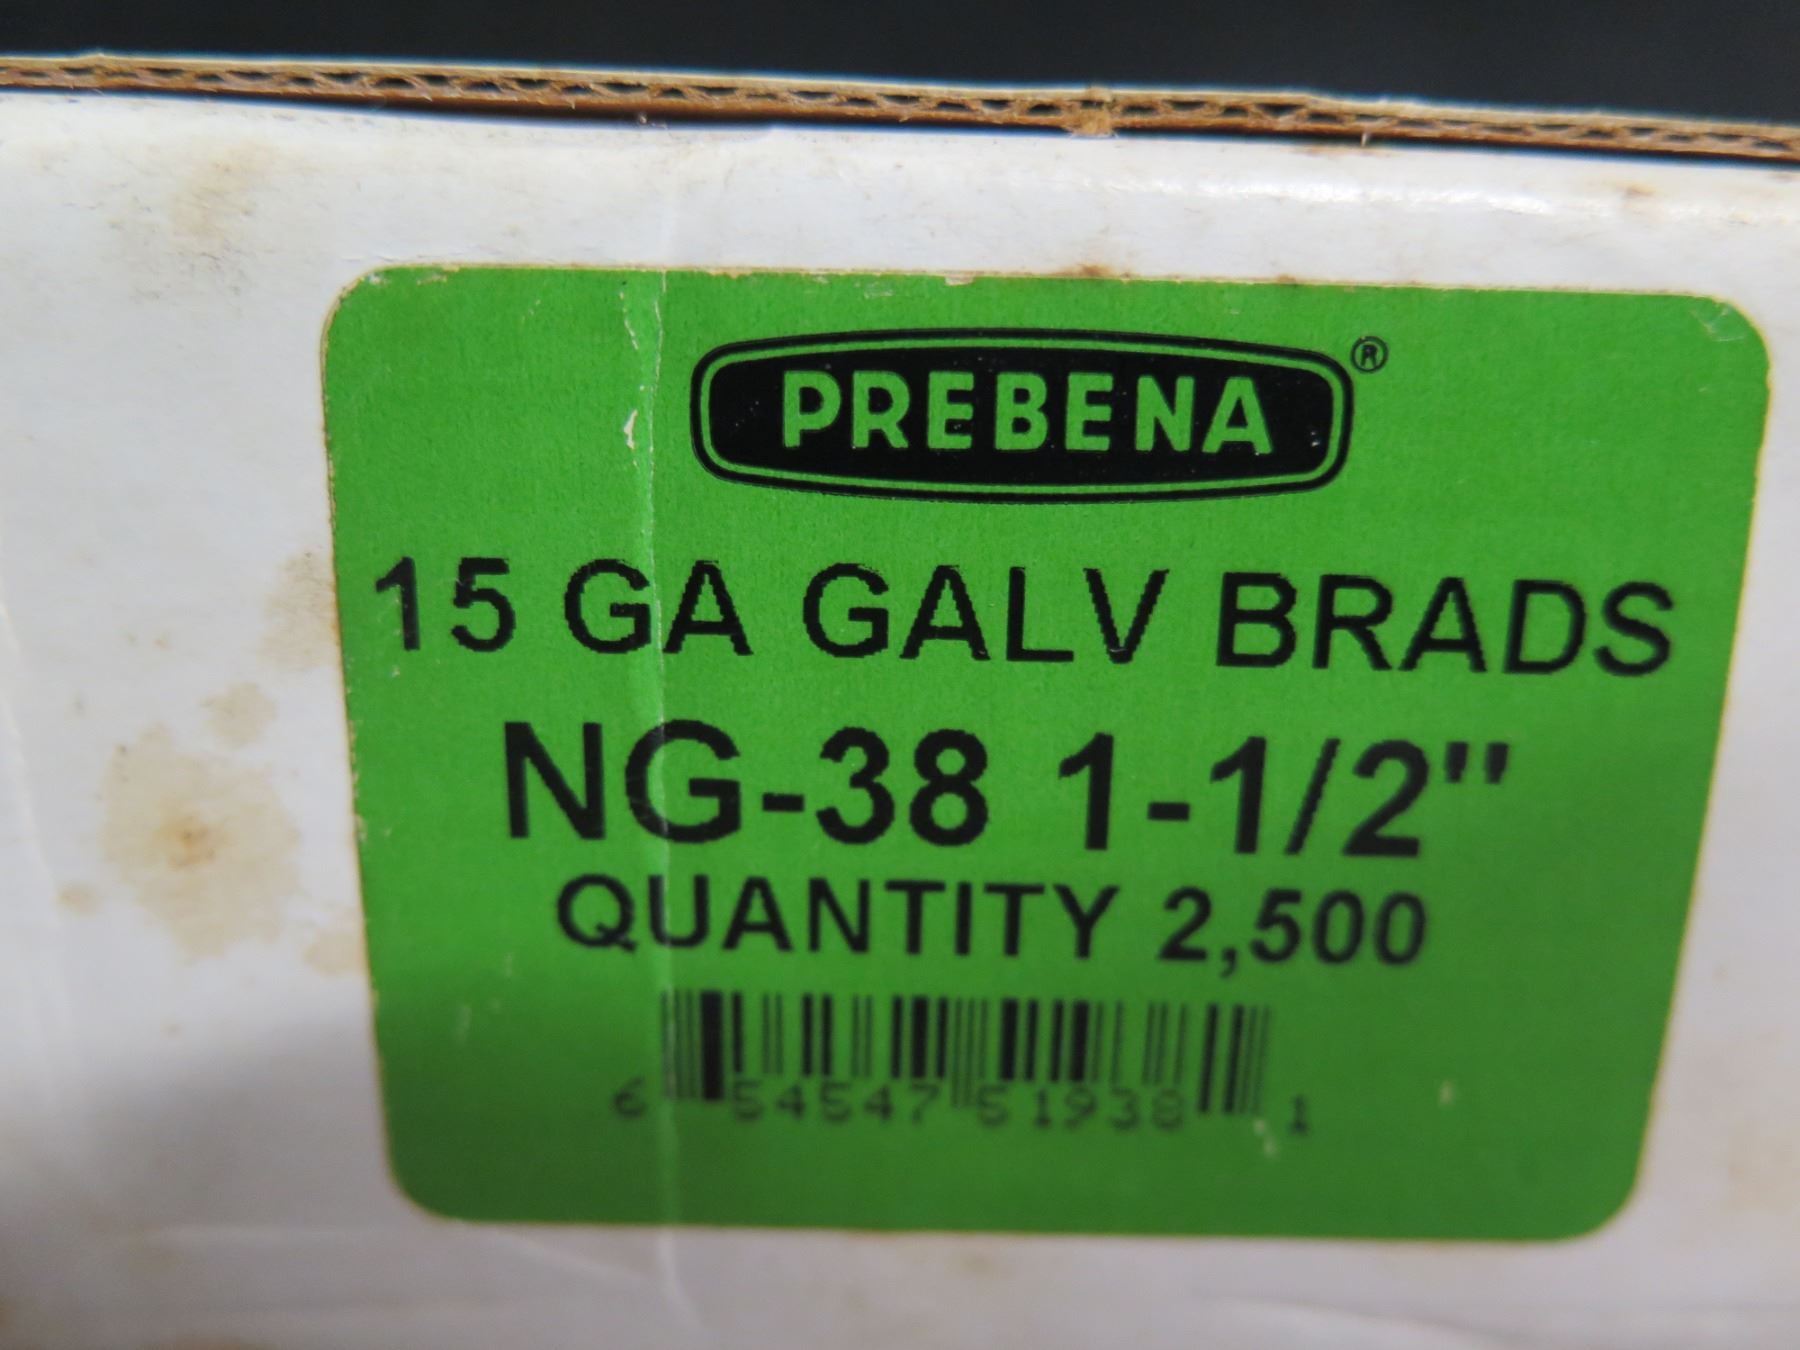 PREBENA®
15 GA GALV BRADS
NG-38 1-1/2"
QUANTITY 2,500
6 54547 51938 1